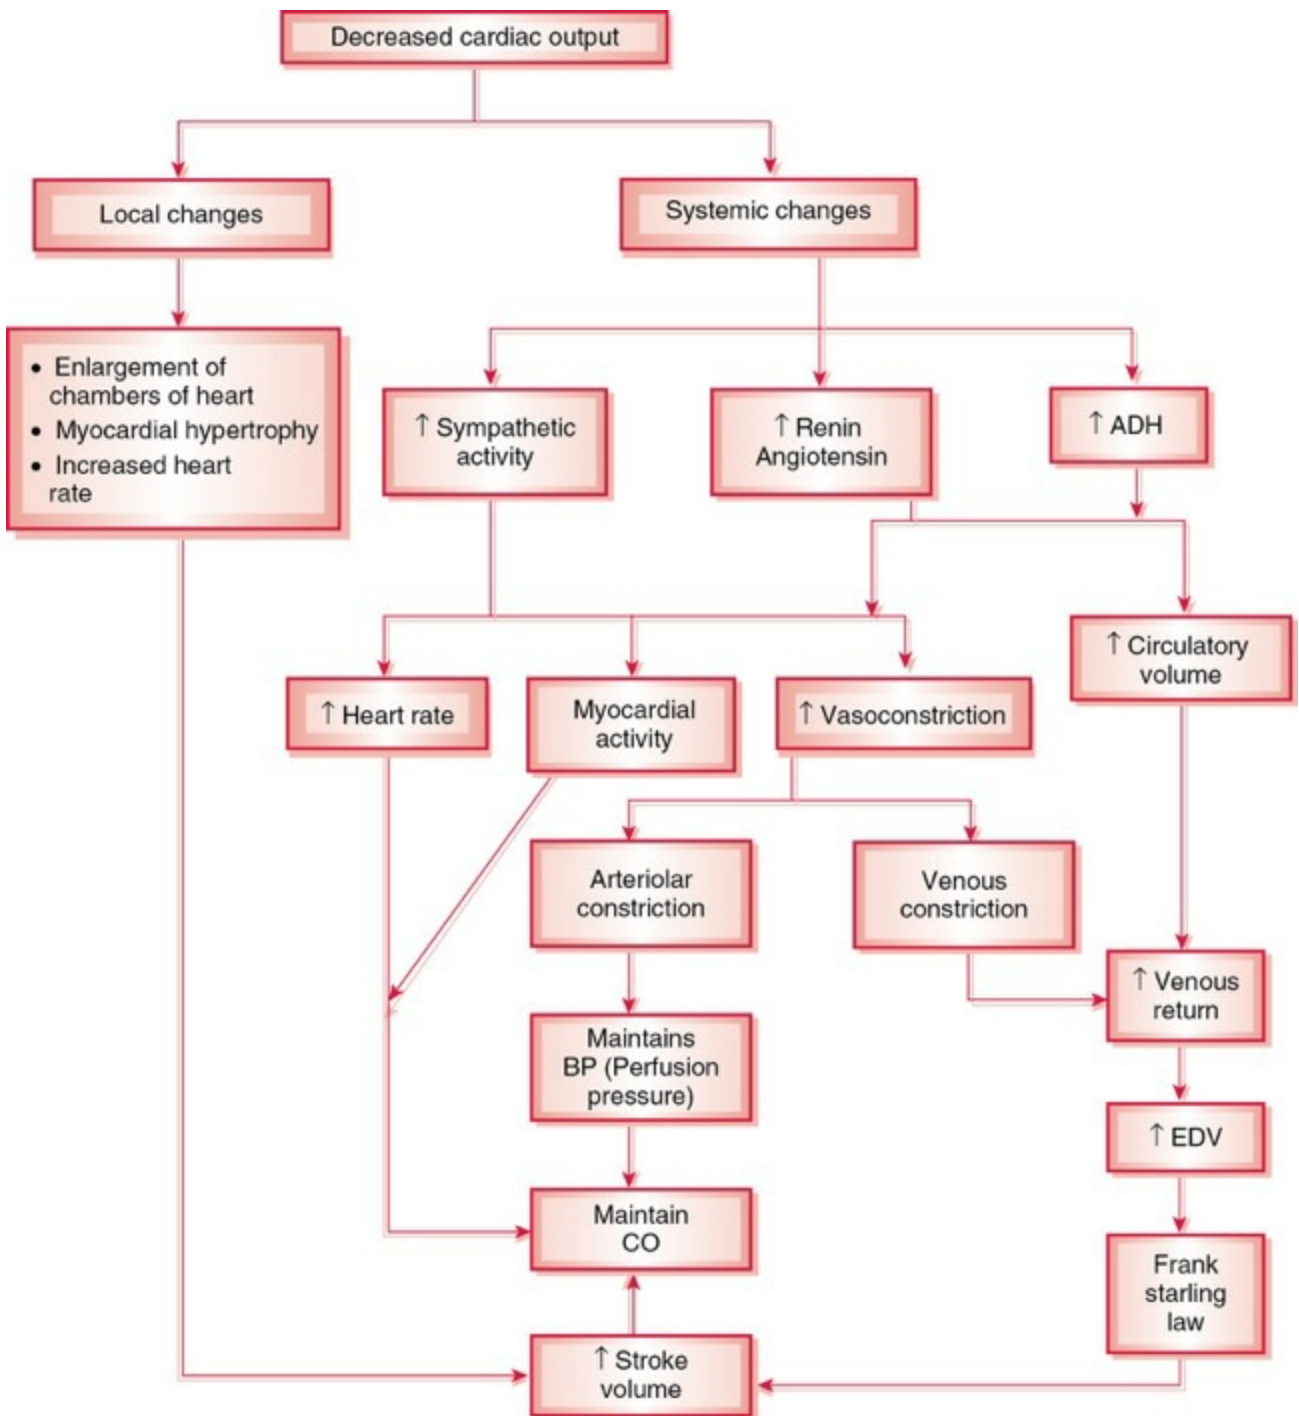 Decreased cardiac output
Local changes
Systemic changes
• Enlargement of
chambers of heart
• Myocardial hypertrophy
• Increased heart
rate
↑ Sympathetic
activity
↑ Renin
Angiotensin
↑ ADH
↑ Heart rate
Myocardial
activity
↑ Vasoconstriction
↑ Circulatory
volume
Arteriolar
constriction
Venous
constriction
Maintains
BP (Perfusion
pressure)
↑ Venous
return
↑ EDV
Maintain
CO
Frank
starling
law
↑ Stroke
volume